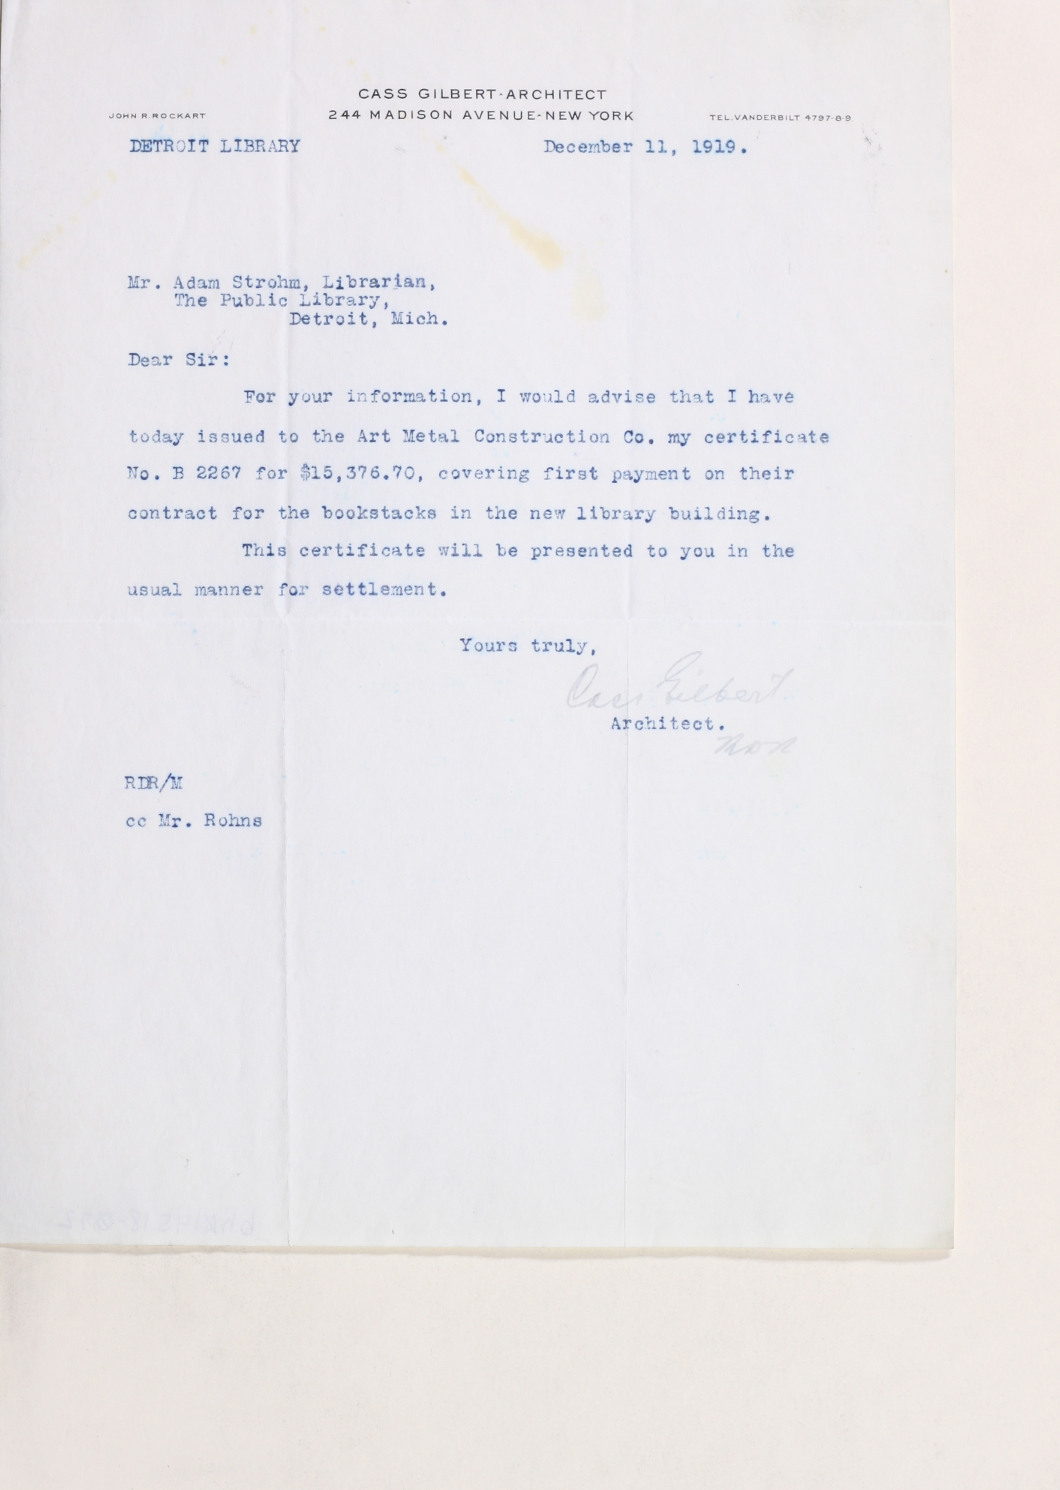 CASS GILBERT-ARCHITECT
JOHN R. ROCKART 244 MADISON AVENUE-NEW YORK TEL. VANDERBILT 4797-8-9
DETROIT LIBRARY December 11, 1919.
Mr. Adam Strohm, Librarian,
The Public Library,
Detroit, Mich.
Dear Sir:
For your information, I would advise that I have
today issued to the Art Metal Construction Co. my certificate
No. B 2267 for $15,376.70, covering first payment on their
contract for the bookstacks in the new library building.
This certificate will be presented to you in the
usual manner for settlement.
Yours truly,
Cass Gilbert
Architect.
RDR/M
cc Mr. Rohns